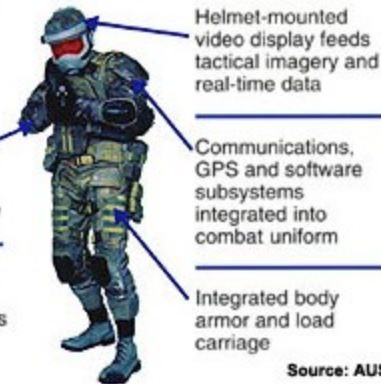 Helmet-mounted
video display feeds
tactical imagery and
real-time data
Communications,
GPS and software
subsystems
integrated into
combat uniform
Integrated body
armor and load
carriage
Source: AUS